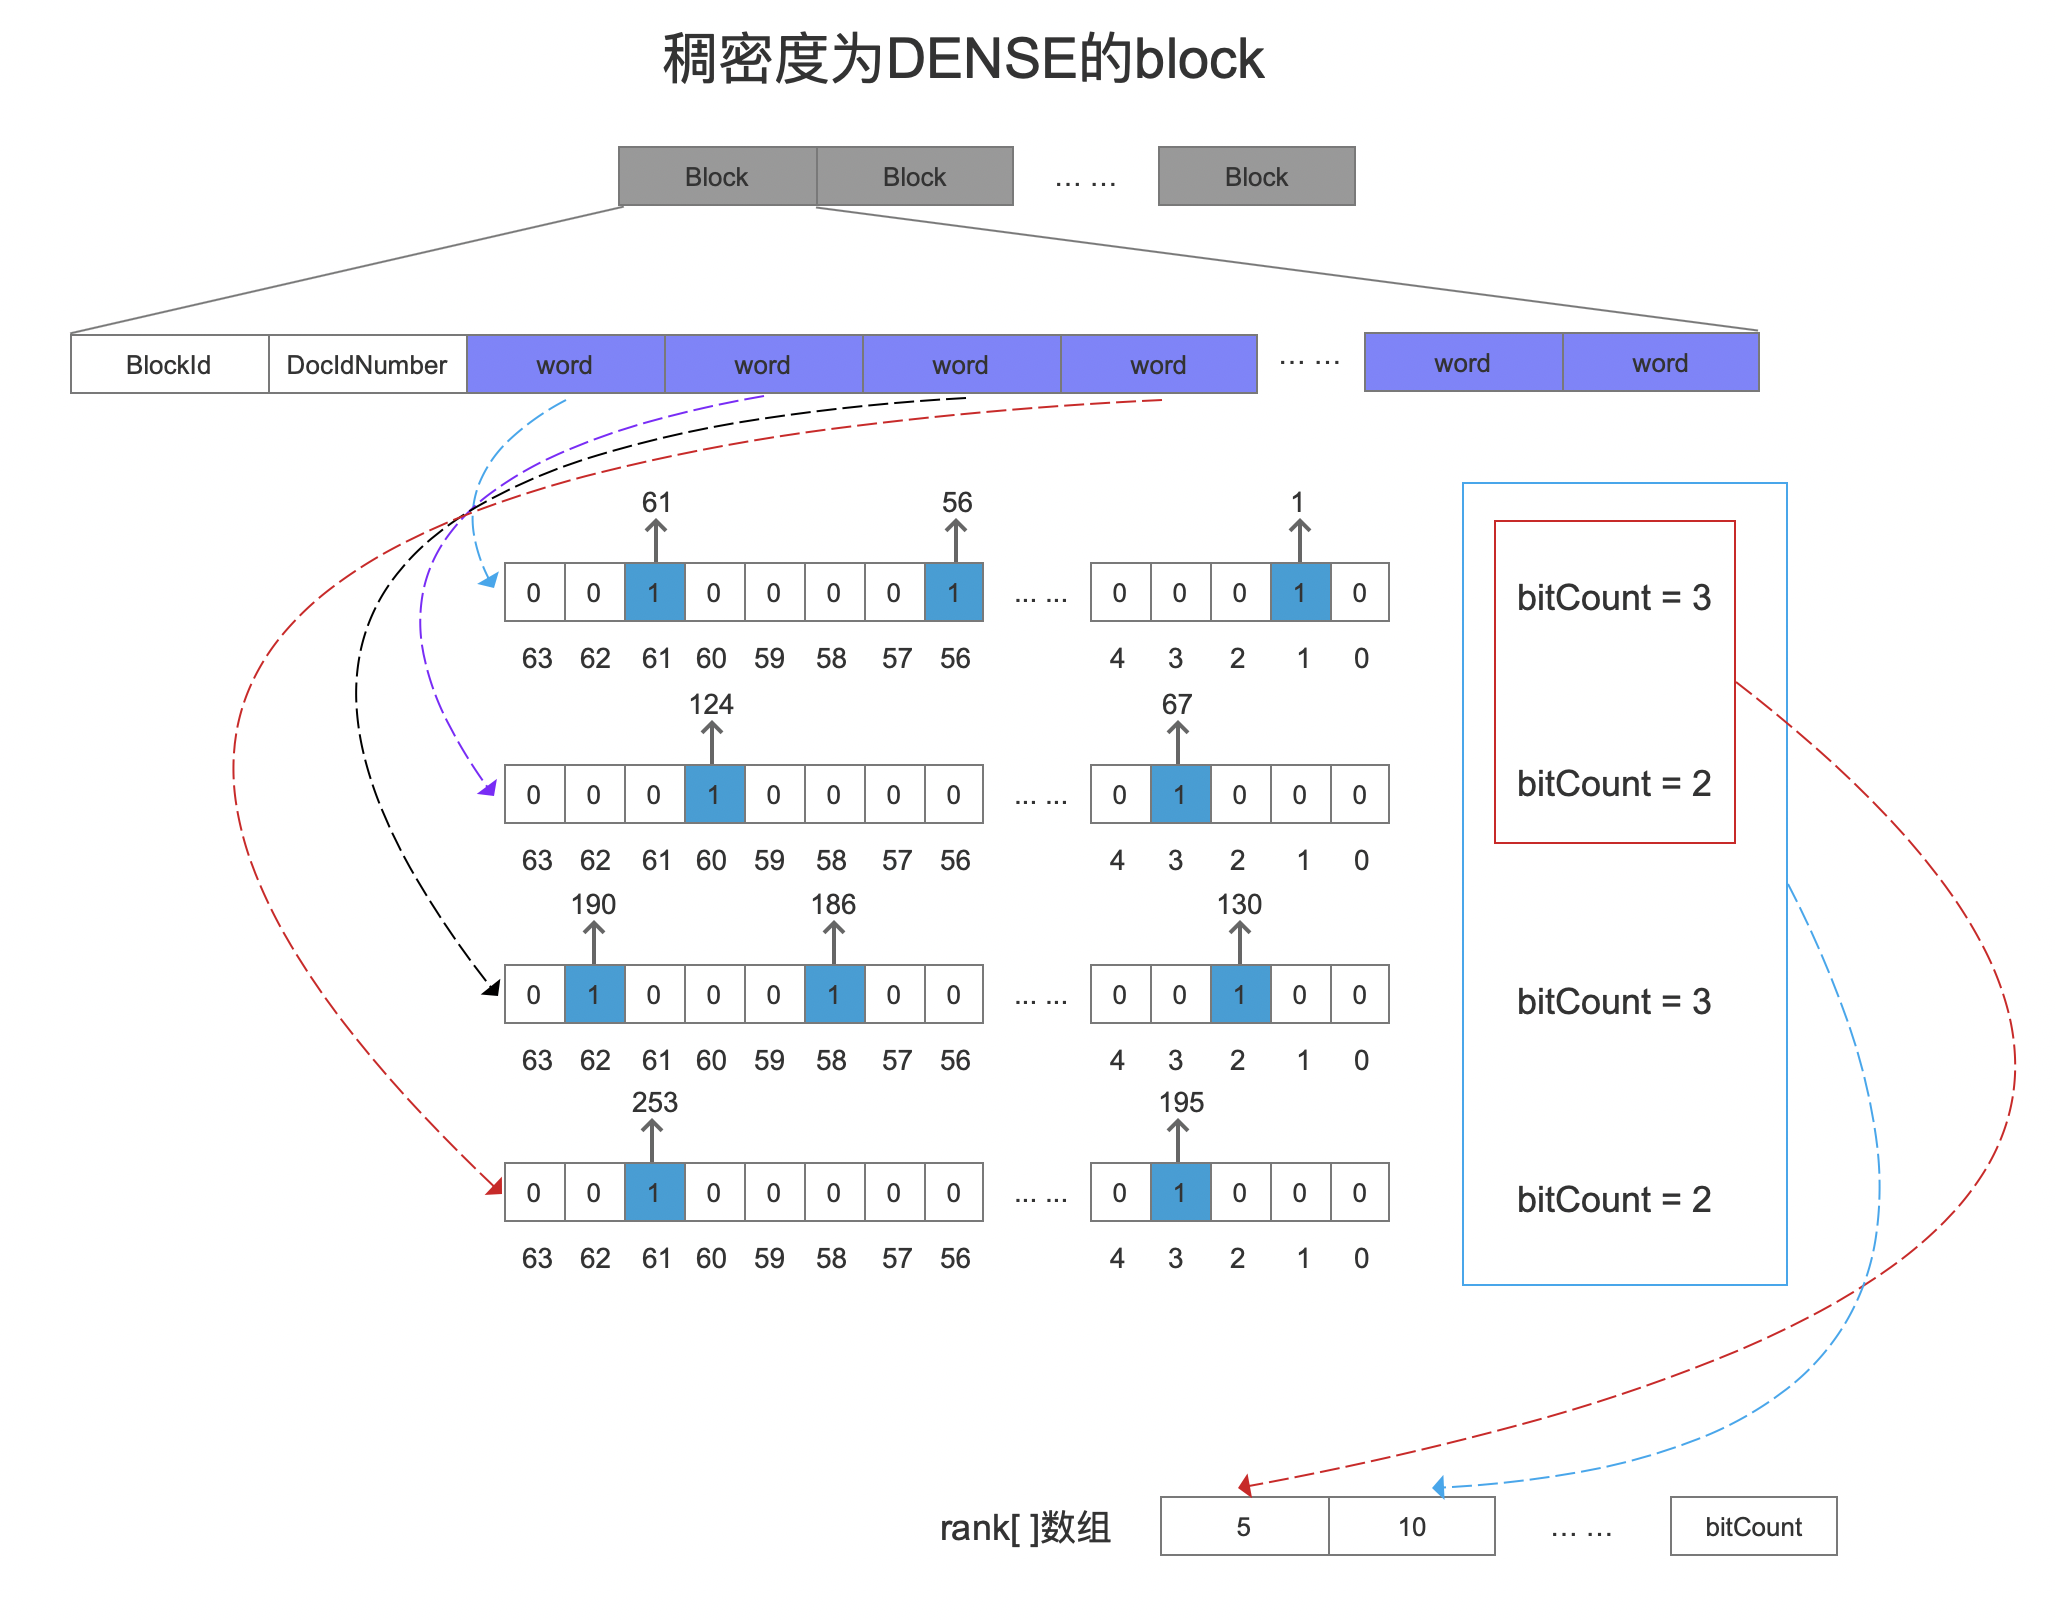 稠密度为DENSE的block
Block Block ... ... Block
BlockId DocIdNumber word word word word ... ... word word
61 56 1
0 0 1 0 0 0 0 1 ... ... 0 0 0 1 0 bitCount = 3
63 62 61 60 59 58 57 56 4 3 2 1 0
124 67
0 0 0 1 0 0 0 0 ... ... 0 1 0 0 0 bitCount = 2
63 62 61 60 59 58 57 56 4 3 2 1 0
190 186 130
0 1 0 0 0 1 0 0 ... ... 0 0 1 0 0 bitCount = 3
63 62 61 60 59 58 57 56 4 3 2 1 0
253 195
0 0 1 0 0 0 0 0 ... ... 0 1 0 0 0 bitCount = 2
63 62 61 60 59 58 57 56 4 3 2 1 0
rank[ ]数组 5 10 ... ... bitCount